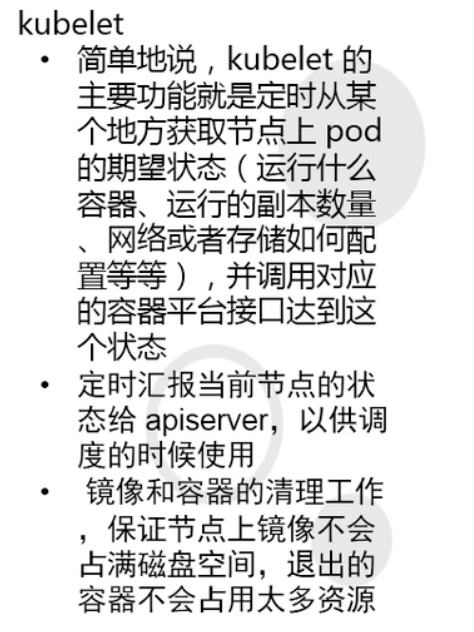 kubelet
• 简单地说，kubelet 的
主要功能就是定时从某
个地方获取节点上 pod
的期望状态（运行什么
容器、运行的副本数量
、网络或者存储如何配
置等等），并调用对应
的容器平台接口达到这
个状态
• 定时汇报当前节点的状
态给 apiserver，以供调
度的时候使用
• 镜像和容器的清理工作
，保证节点上镜像不会
占满磁盘空间，退出的
容器不会占用太多资源